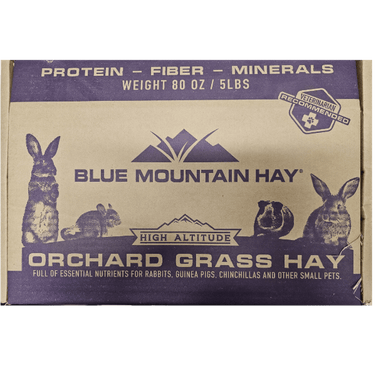 PROTEIN – FIBER – MINERALS
WEIGHT 80 OZ / 5LBS
VETERINARIAN
RECOMMENDED
BLUE MOUNTAIN HAY®
HIGH ALTITUDE
ORCHARD GRASS HAY
FULL OF ESSENTIAL NUTRIENTS FOR RABBITS, GUINEA PIGS, CHINCHILLAS AND OTHER SMALL PETS.